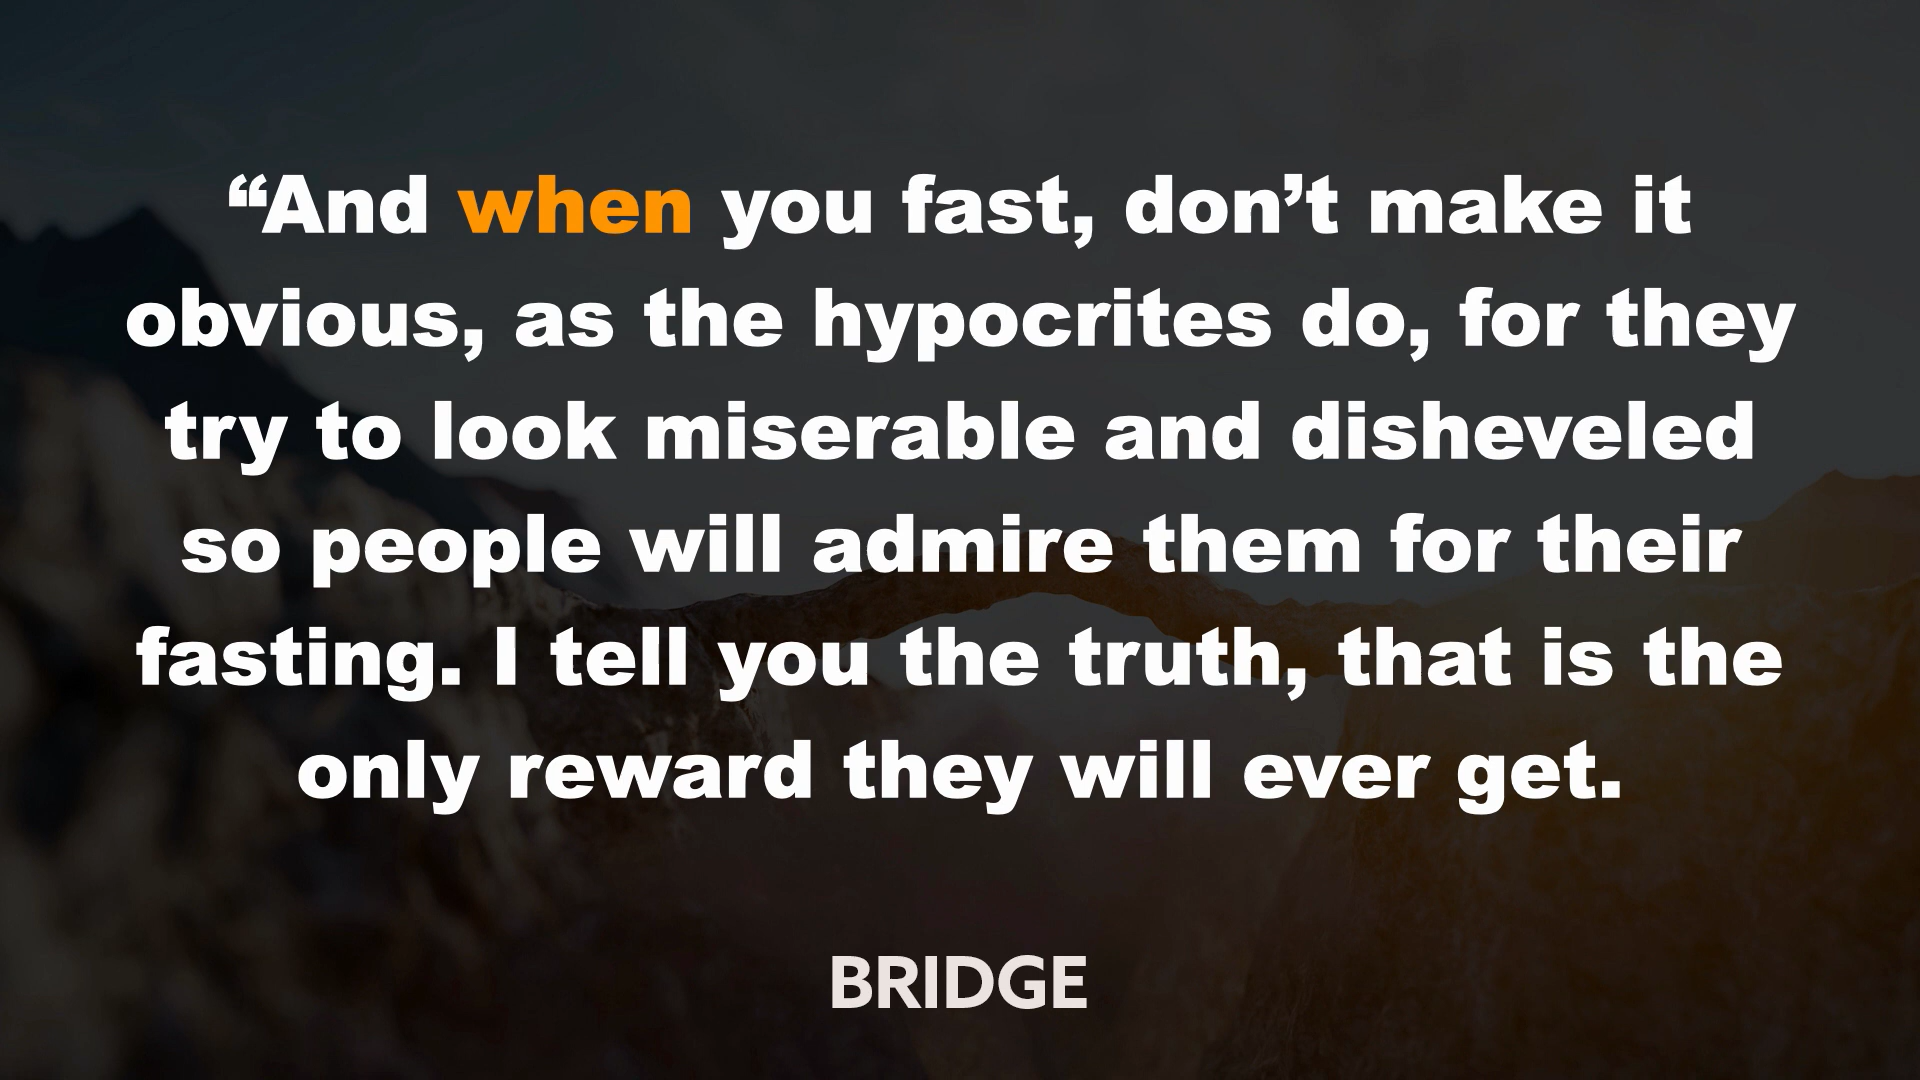 “And when you fast, don’t make it
obvious, as the hypocrites do, for they
try to look miserable and disheveled
so people will admire them for their
fasting. I tell you the truth, that is the
only reward they will ever get.
BRIDGE